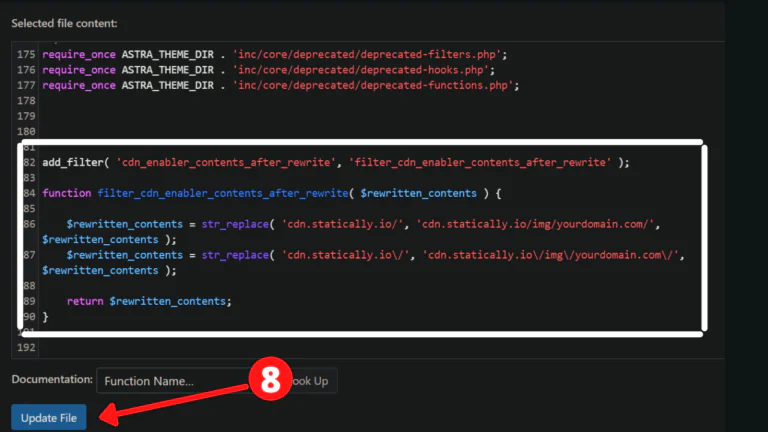 Selected file content:
175 require_once ASTRA_THEME_DIR . 'inc/core/deprecated/deprecated-filters.php';
176 require_once ASTRA_THEME_DIR . 'inc/core/deprecated/deprecated-hooks.php';
177 require_once ASTRA_THEME_DIR . 'inc/core/deprecated/deprecated-functions.php';
178
179
180
81
82 add_filter( 'cdn_enabler_contents_after_rewrite', 'filter_cdn_enabler_contents_after_rewrite' );
83
84 function filter_cdn_enabler_contents_after_rewrite( $rewritten_contents ) {
85
86 $rewritten_contents = str_replace( 'cdn.statically.io/', 'cdn.statically.io/img/yourdomain.com/',
$rewritten_contents );
87 $rewritten_contents = str_replace( 'cdn.statically.io\/', 'cdn.statically.io\/img\/yourdomain.com\/',
$rewritten_contents );
88
89 return $rewritten_contents;
90 }
191
192
Documentation: Function Name... ook Up
8
Update File